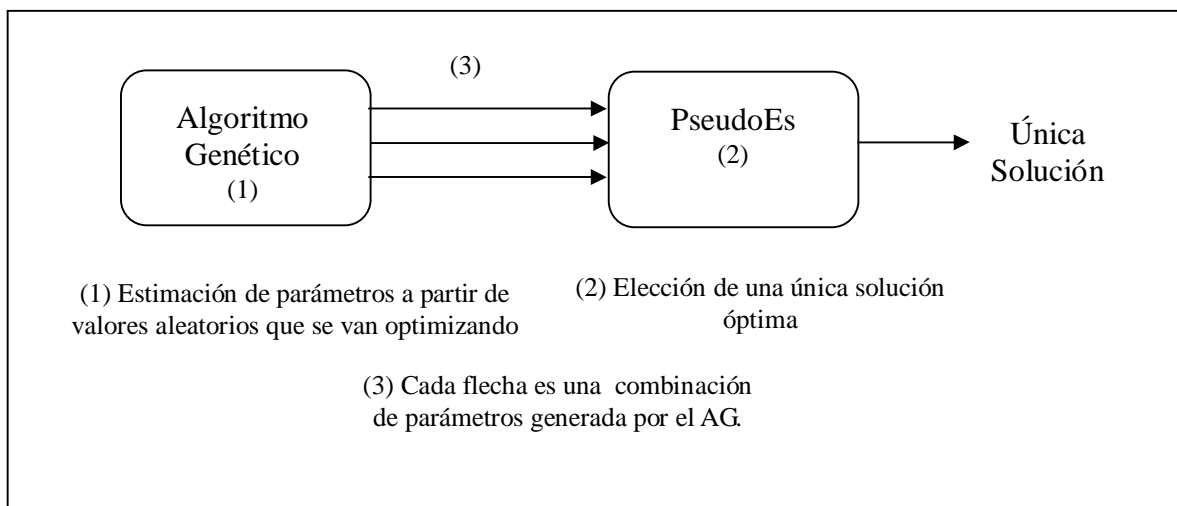 (3)
Algoritmo
Genético
(1)
PseudoEs
(2)
Única
Solución
(1) Estimación de parámetros a partir de
valores aleatorios que se van optimizando
(2) Elección de una única solución
óptima
(3) Cada flecha es una combinación
de parámetros generada por el AG.